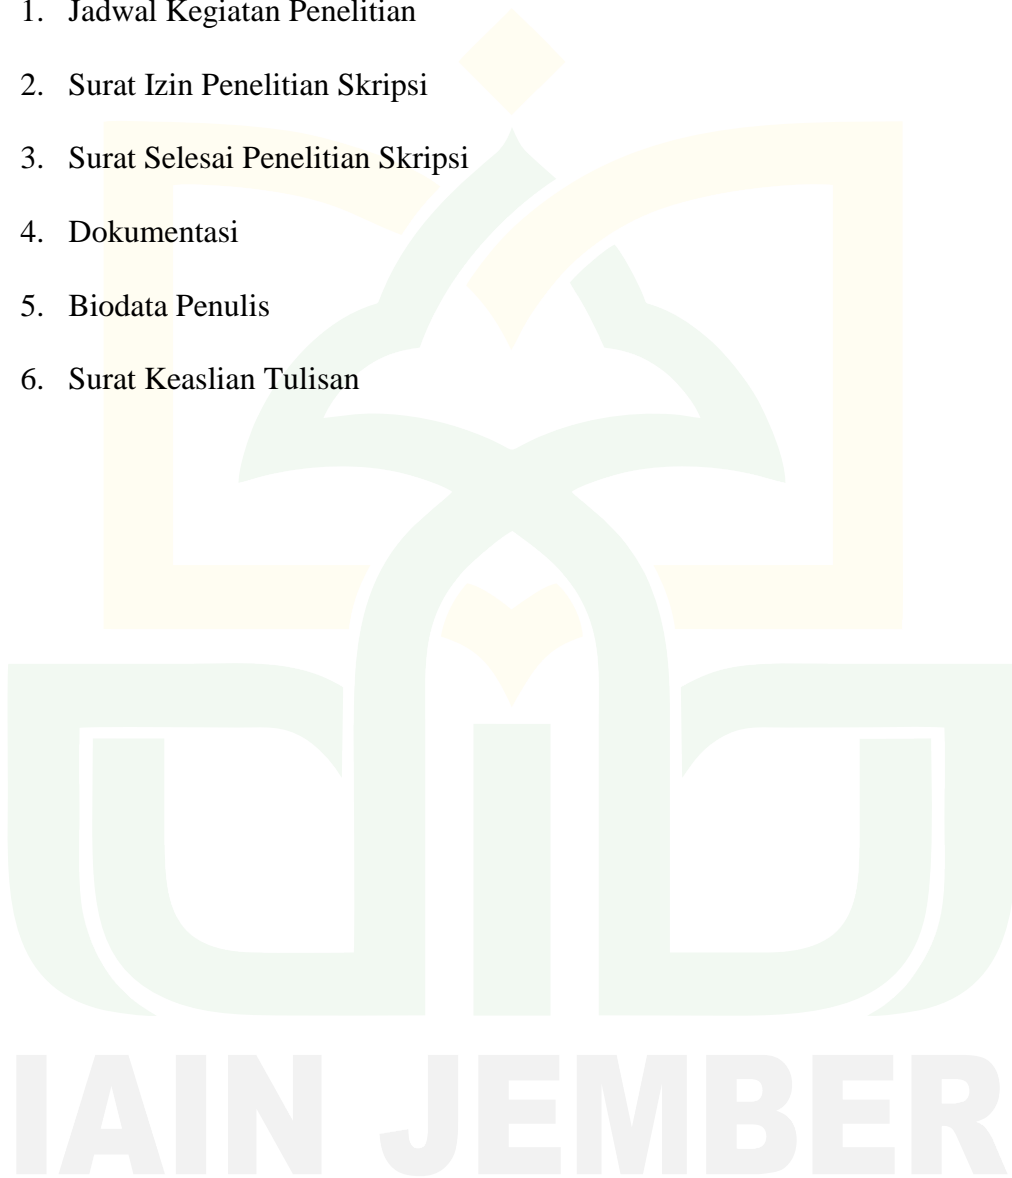 1. Jadwal Kegiatan Penelitian
2. Surat Izin Penelitian Skripsi
3. Surat Selesai Penelitian Skripsi
4. Dokumentasi
5. Biodata Penulis
6. Surat Keaslian Tulisan
IAIN JEMBER